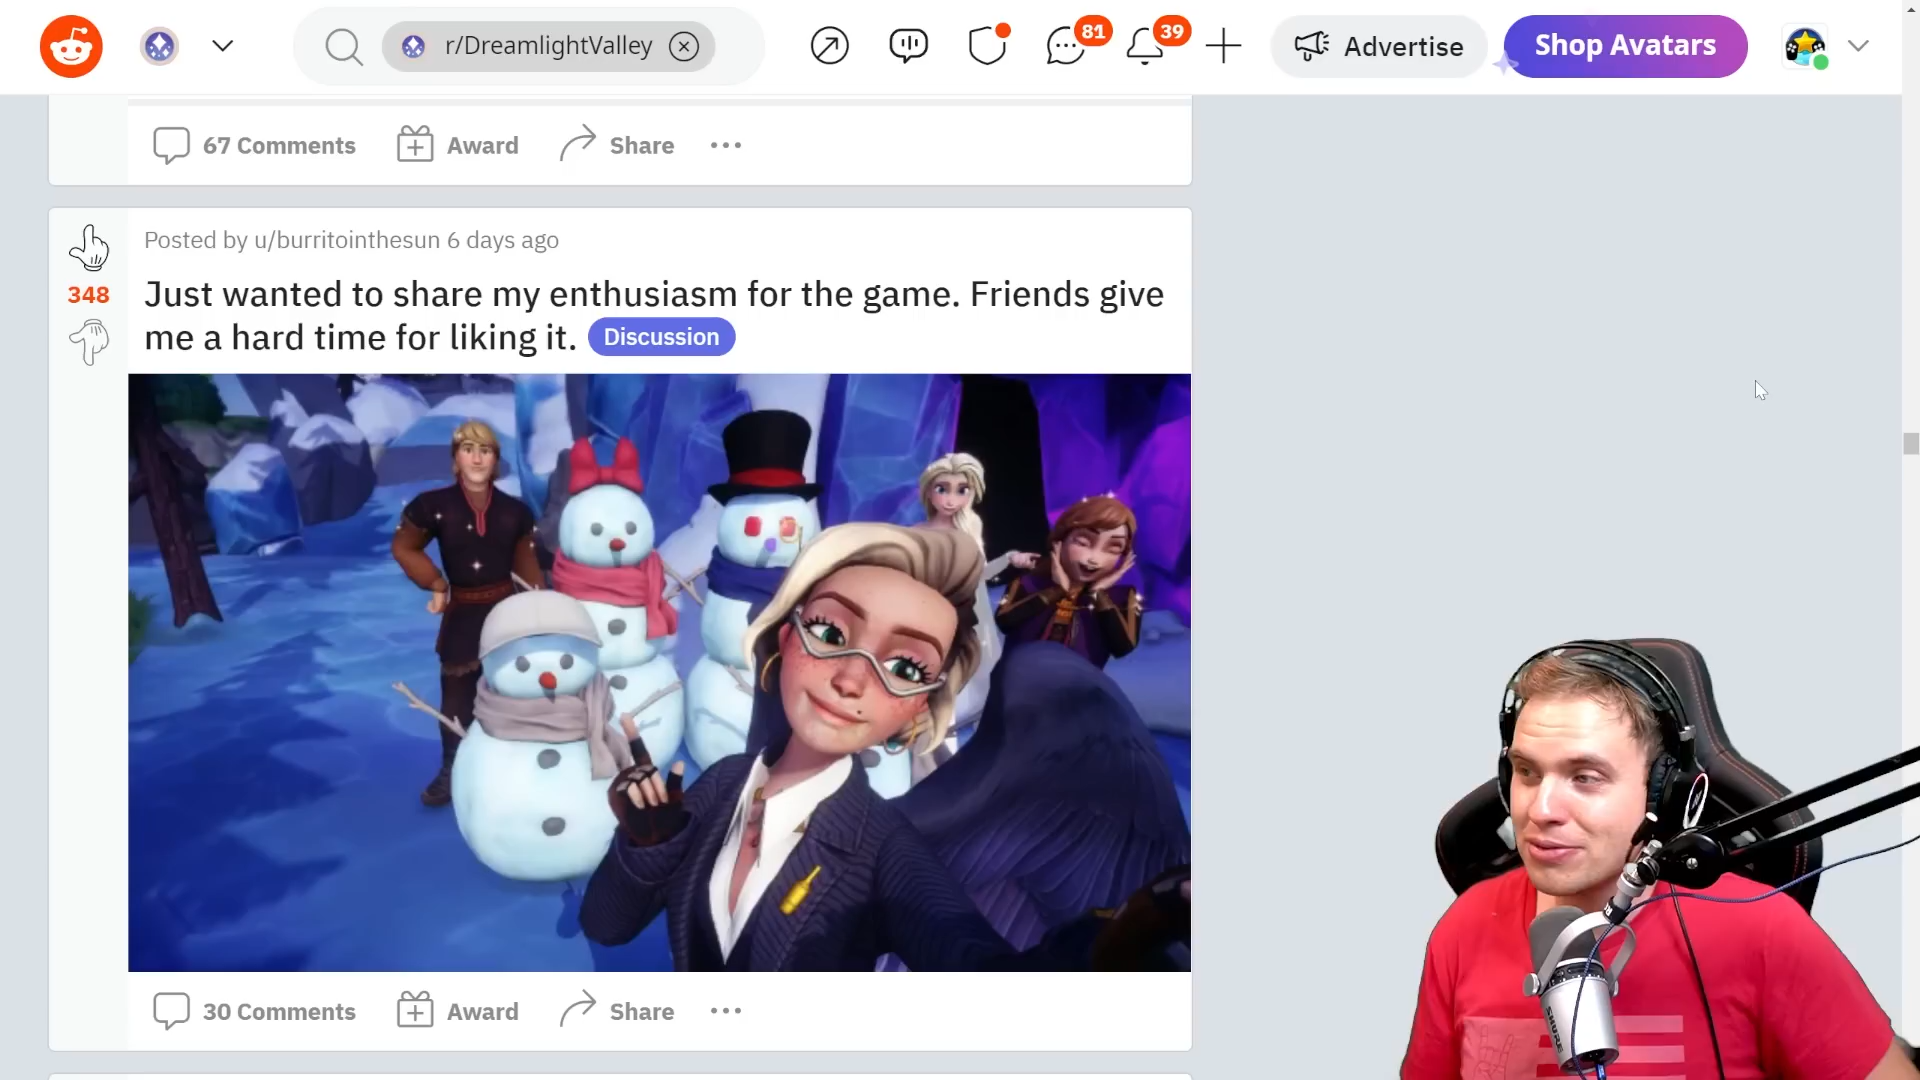 r/DreamlightValley
81
39
Advertise
Shop Avatars
67 Comments
Award
Share
Posted by u/burritointhesun 6 days ago
348
Just wanted to share my enthusiasm for the game. Friends give
me a hard time for liking it.
Discussion
30 Comments
Award
Share
SHURE